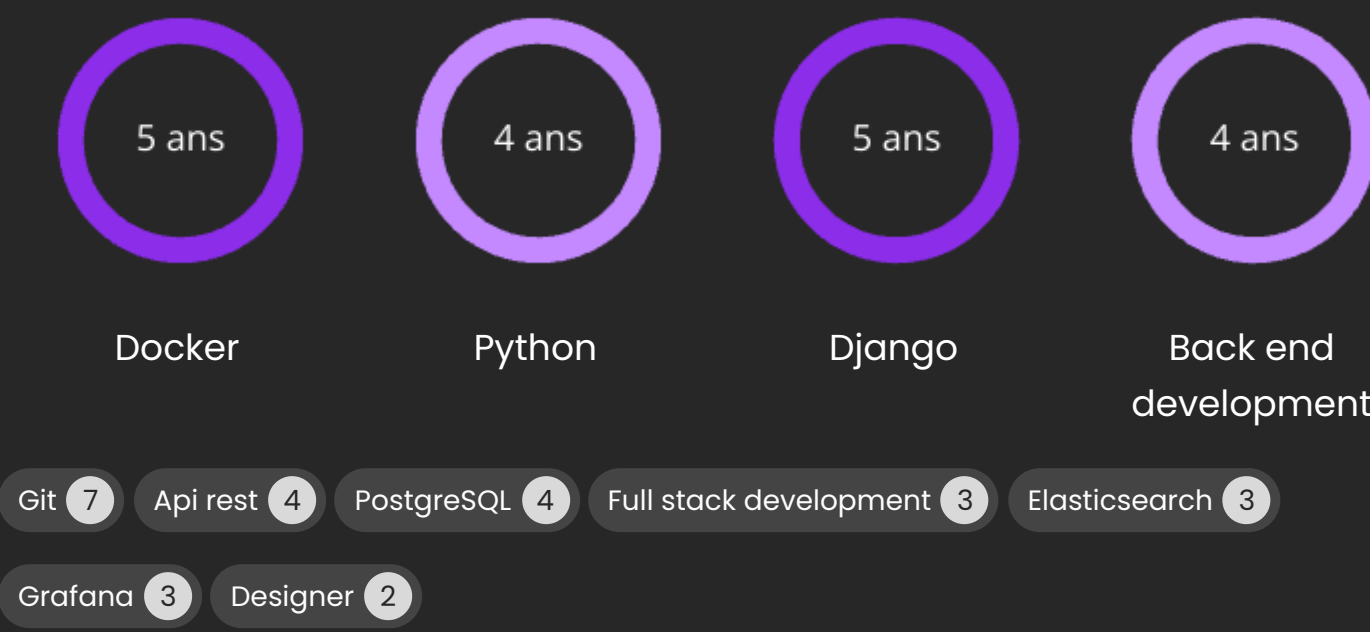 5 ans 4 ans 5 ans 4 ans
Docker Python Django Back end
development
Git 7 Api rest 4 PostgreSQL 4 Full stack development 3 Elasticsearch 3
Grafana 3 Designer 2